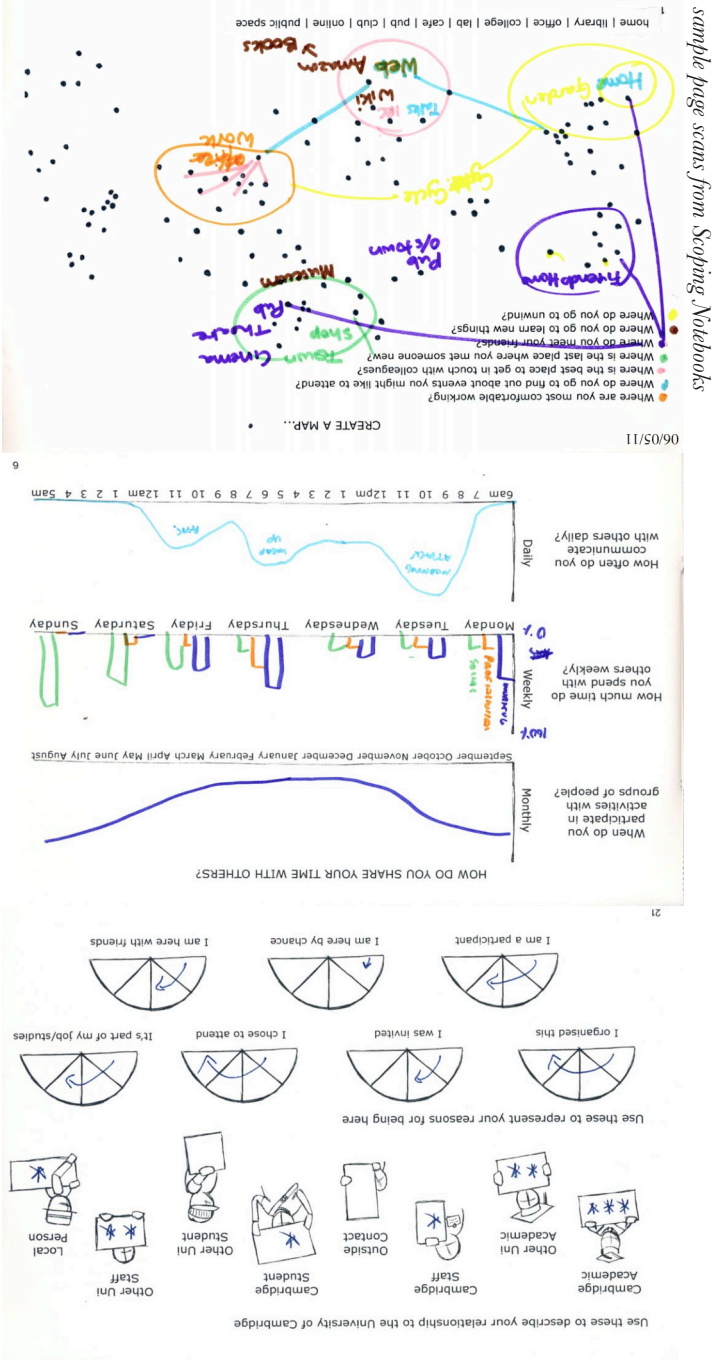 sample page scans from Scoping Notebooks
Use these to describe your relationship to the University of Cambridge
Cambridge
Academic
Other Uni
Academic
Cambridge
Staff
Outside
Contact
Cambridge
Student
Other Uni
Student
Other Uni
Staff
Local
Person
Use these to represent your reasons for being here
I organised this
I was invited
I chose to attend
It's part of my job/studies
I am a participant
I am here by chance
I am here with friends
21
HOW DO YOU SHARE YOUR TIME WITH OTHERS?
When do you
participate in
activities with
groups of people?
Monthly
September October November December January February March April May June July August
How much time do
you spend with
others weekly?
Weekly
100%
0%
WORKING
SOCIAL
Monday Tuesday Wednesday Thursday Friday Saturday Sunday
How often do you
communicate
with others daily?
Daily
MORNING
ATTACK
WRAP
UP
6am 7 8 9 10 11 12pm 1 2 3 4 5 6 7 8 9 10 11 12am 1 2 3 4 5am
6
06/05/11
CREATE A MAP...
Where are you most comfortable working?
Where do you go to find out about events you might like to attend?
Where is the best place to get in touch with colleagues?
Where is the last place where you met someone new?
Where do you meet your friends?
Where do you go to learn new things?
Where do you go to unwind?
Town
Shop
Cinema
Theatre
Pub
Museum
Friends Home
Pub
o/s town
Cycle
office
Work
Home
Garden
Talks
Wiki
Web
Amazon
Books
home | library | office | college | lab | cafe | pub | club | online | public space
1